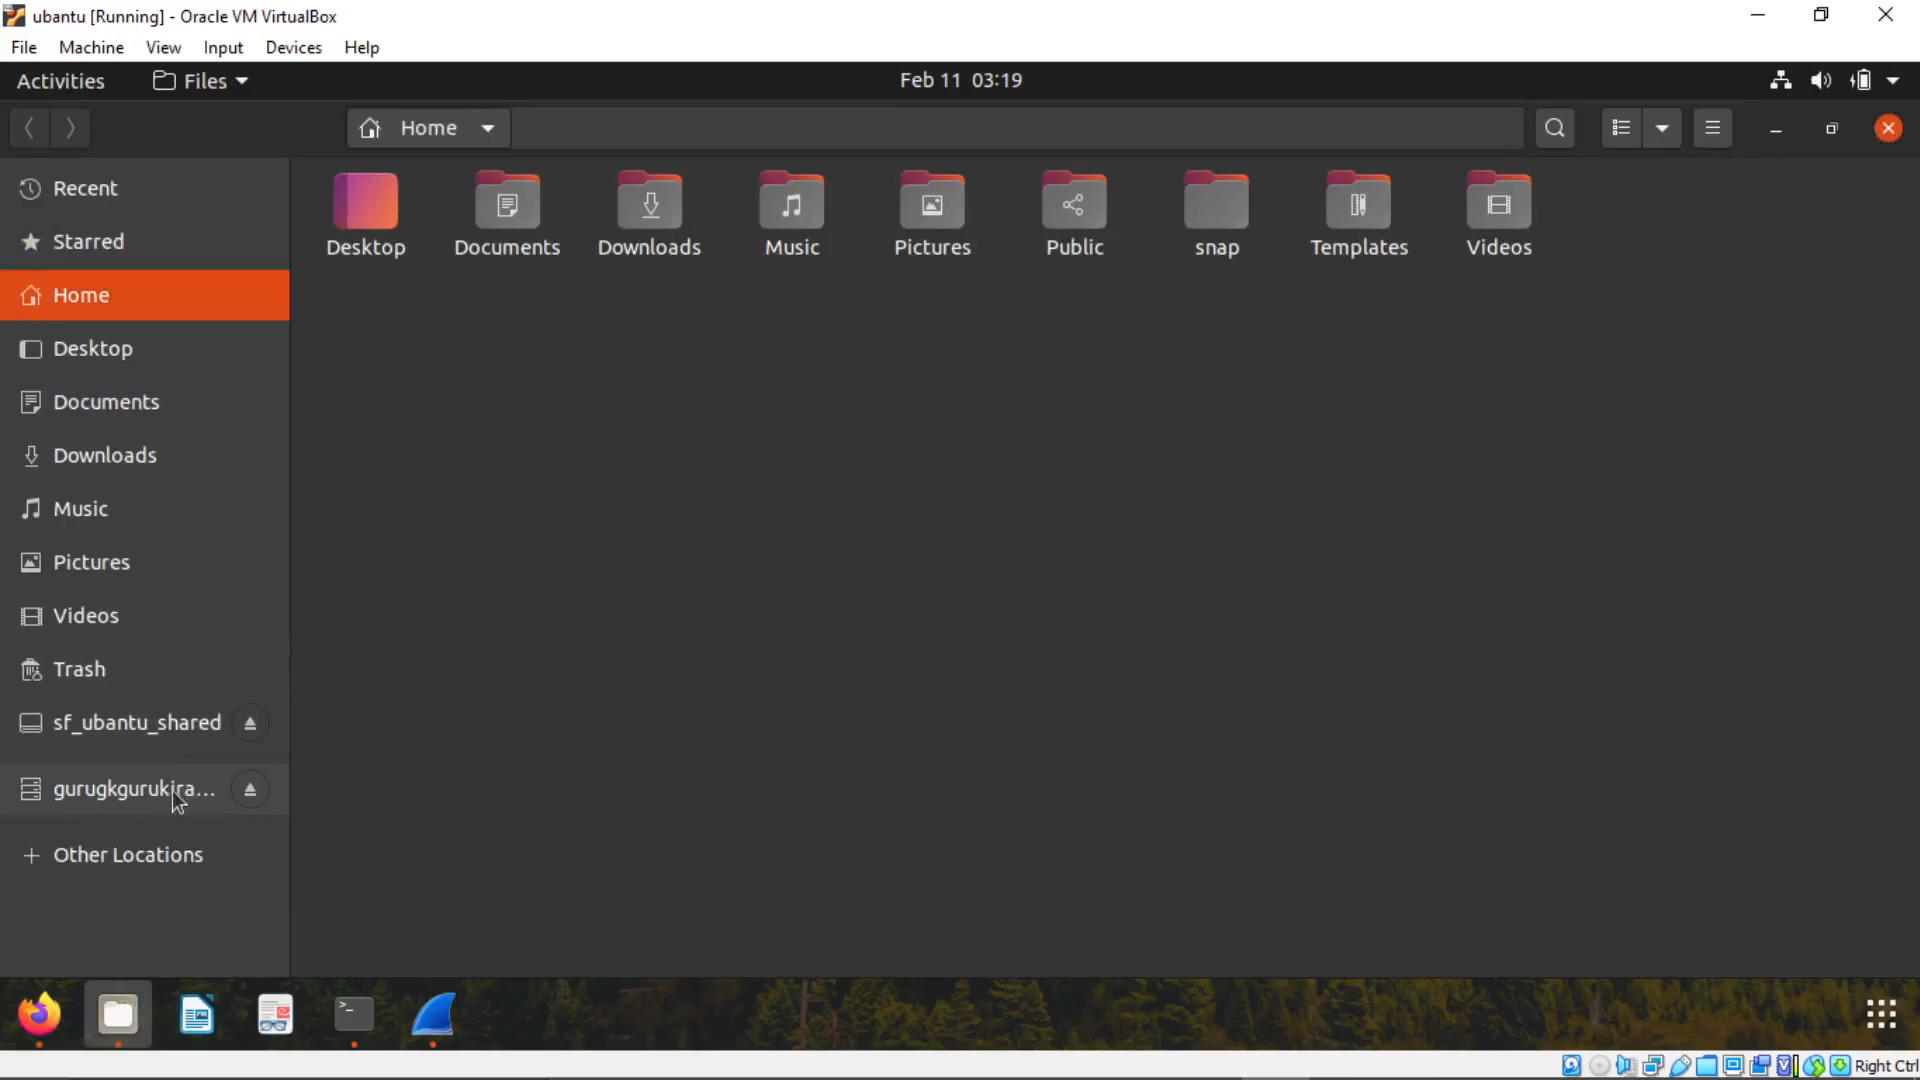 ubantu [Running] - Oracle VM VirtualBox
File Machine View Input Devices Help
Activities Files Feb 11 03:19
Home
Recent
Starred
Home
Desktop
Documents
Downloads
Music
Pictures
Videos
Trash
sf_ubantu_shared
gurugkgurukira...
+ Other Locations
Desktop Documents Downloads Music Pictures Public snap Templates Videos
Right Ctrl